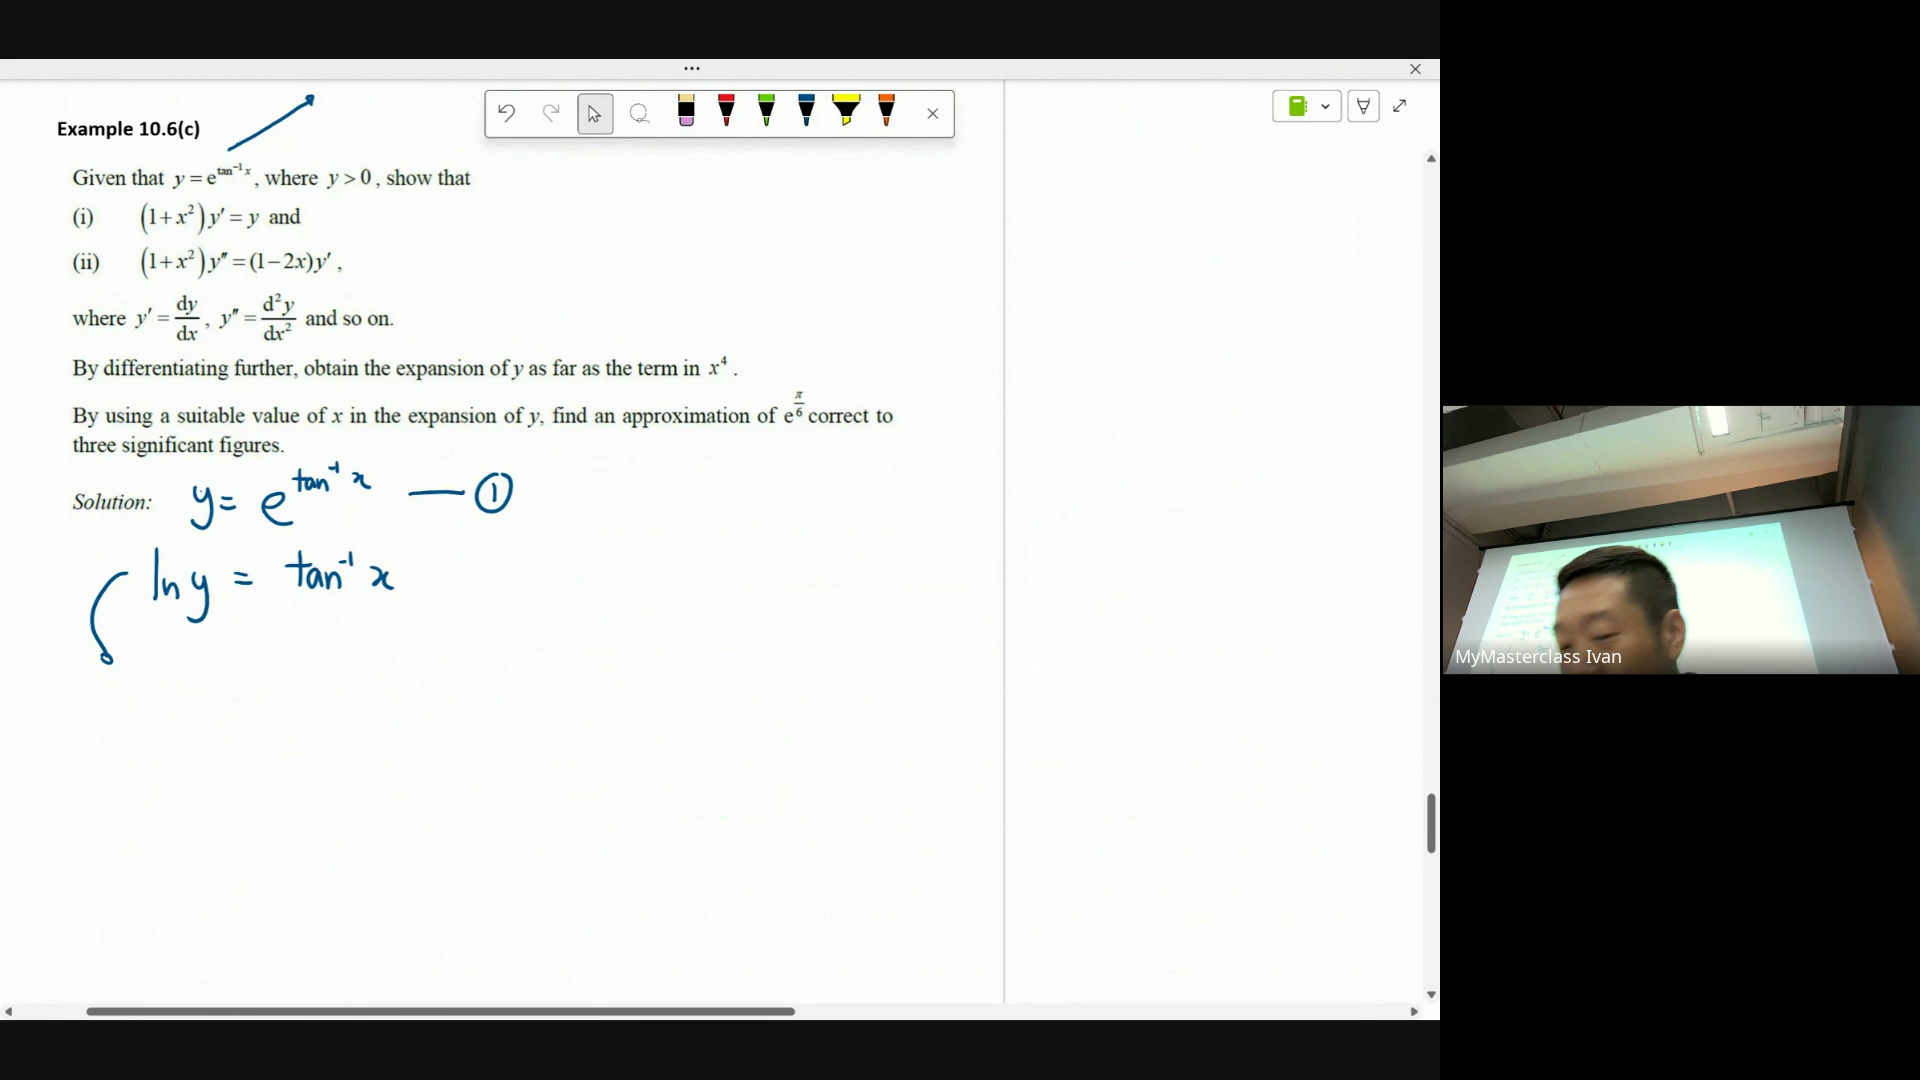 Example 10.6(c)
Given that y = e^{tan⁻¹ x}, where y > 0, show that
(i) (1+x²)y′ = y and
(ii) (1+x²)y″ = (1−2x)y′,
where y′ = dy/dx, y″ = d²y/dx² and so on.
By differentiating further, obtain the expansion of y as far as the term in x⁴.
By using a suitable value of x in the expansion of y, find an approximation of e^{π/6} correct to
three significant figures.
Solution: y = e^{tan⁻¹ x} — ①
ln y = tan⁻¹ x
MyMasterclass Ivan